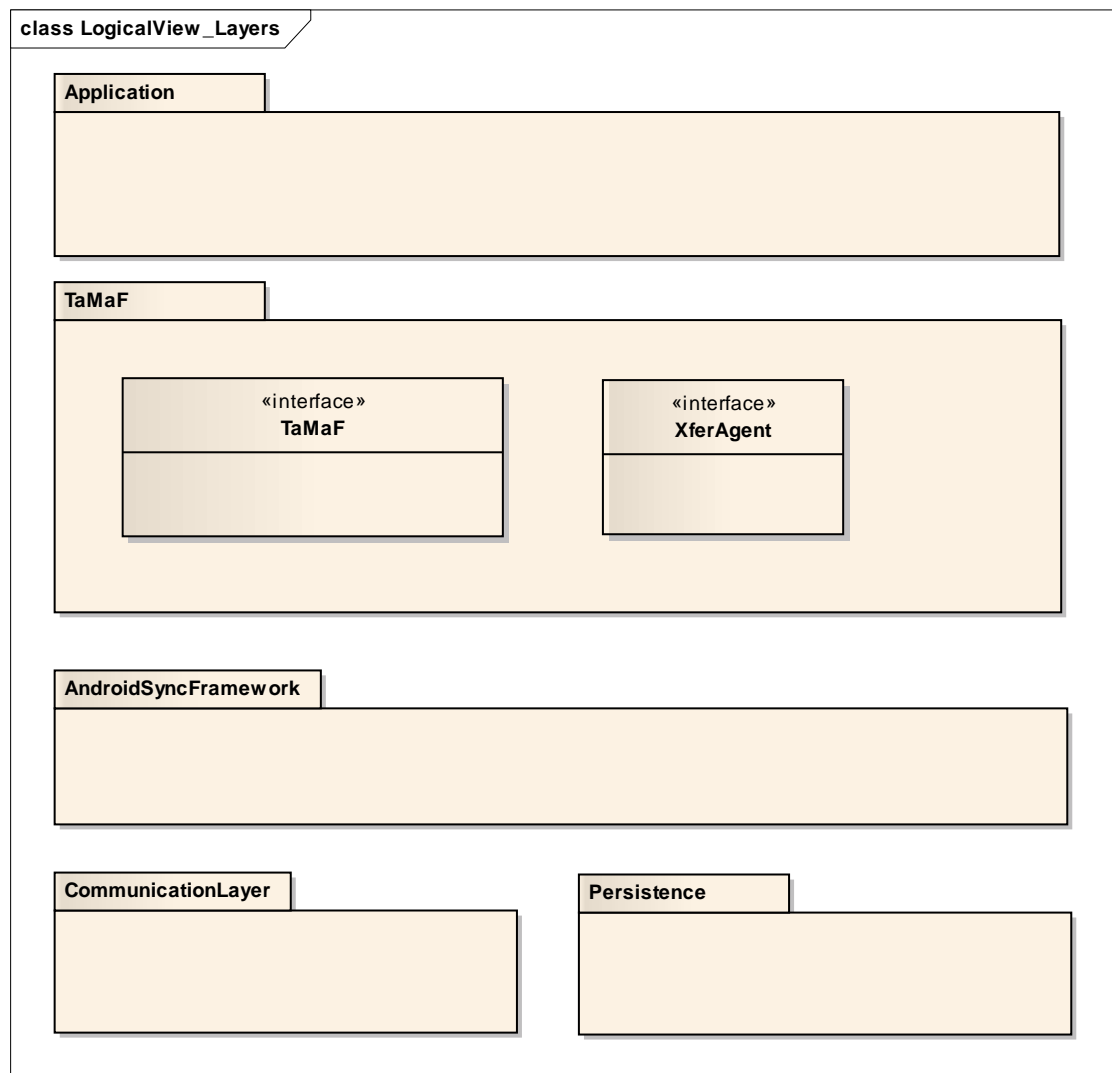 class LogicalView_Layers
Application
TaMaF
«interface»
TaMaF
«interface»
XferAgent
AndroidSyncFramework
CommunicationLayer
Persistence